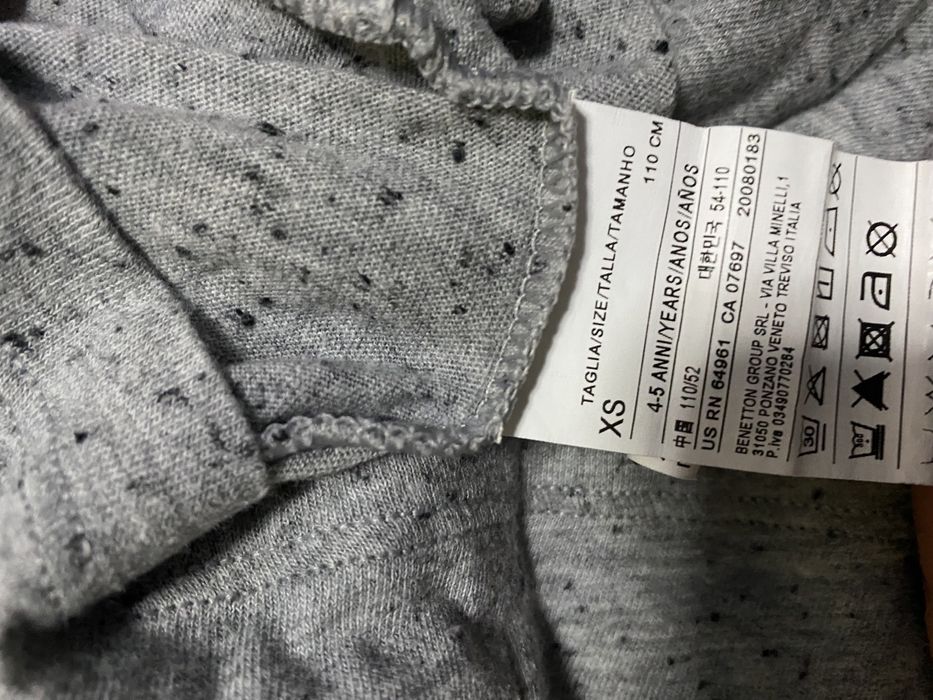 TAGLIA/SIZE/TALLA/TAMANHO
XS 110 CM
4-5 ANNI/YEARS/ANOS/AÑOS
中国 110/52 대한민국 54-110
US RN 64961 CA 07697 20080183
BENETTON GROUP SRL - VIA VILLA MINELLI,1
31050 PONZANO VENETO TREVISO ITALIA
P.iva 03490770264
30